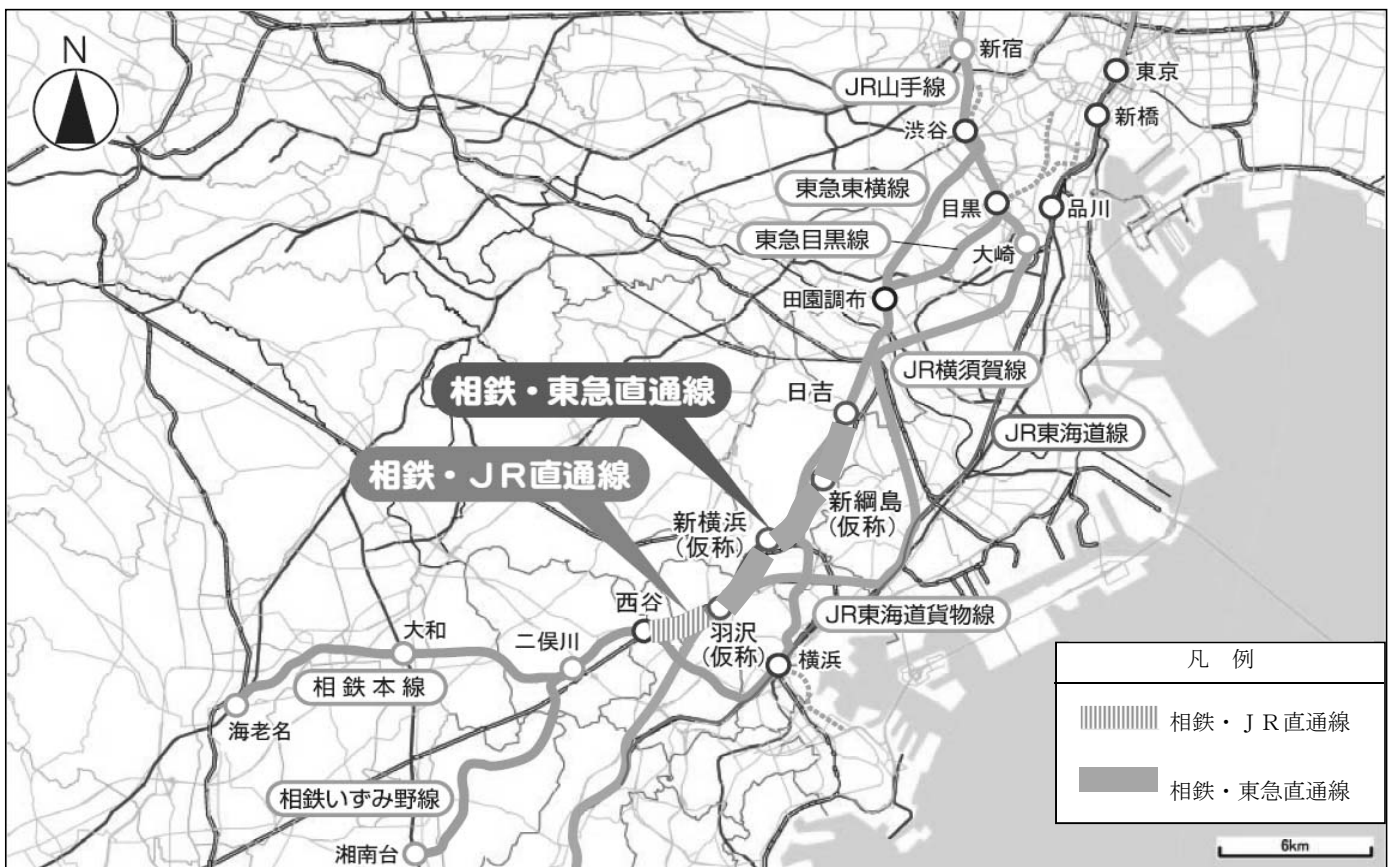 N
新宿
東京
JR山手線
新橋
渋谷
東急東横線
目黒
品川
東急目黒線
大崎
田園調布
相鉄・東急直通線
JR横須賀線
日吉
JR東海道線
相鉄・JR直通線
新綱島
(仮称)
新横浜
(仮称)
西谷
羽沢
(仮称)
JR東海道貨物線
大和
二俣川
横浜
相鉄本線
海老名
相鉄いずみ野線
湘南台
凡 例
相鉄・JR直通線
相鉄・東急直通線
6km